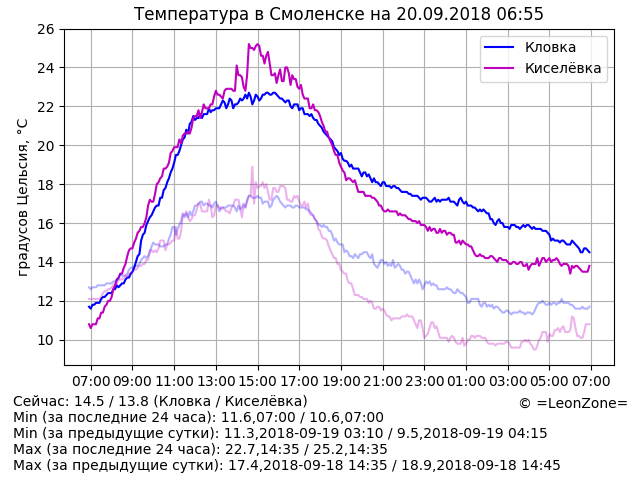 Температура в Смоленске на 20.09.2018 06:55
градусов Цельсия, °C
26
24
22
20
18
16
14
12
10
Кловка
Киселёвка
07:00 09:00 11:00 13:00 15:00 17:00 19:00 21:00 23:00 01:00 03:00 05:00 07:00
Сейчас: 14.5 / 13.8 (Кловка / Киселёвка)
© =LeonZone=
Min (за последние 24 часа): 11.6,07:00 / 10.6,07:00
Min (за предыдущие сутки): 11.3,2018-09-19 03:10 / 9.5,2018-09-19 04:15
Max (за последние 24 часа): 22.7,14:35 / 25.2,14:35
Max (за предыдущие сутки): 17.4,2018-09-18 14:35 / 18.9,2018-09-18 14:45